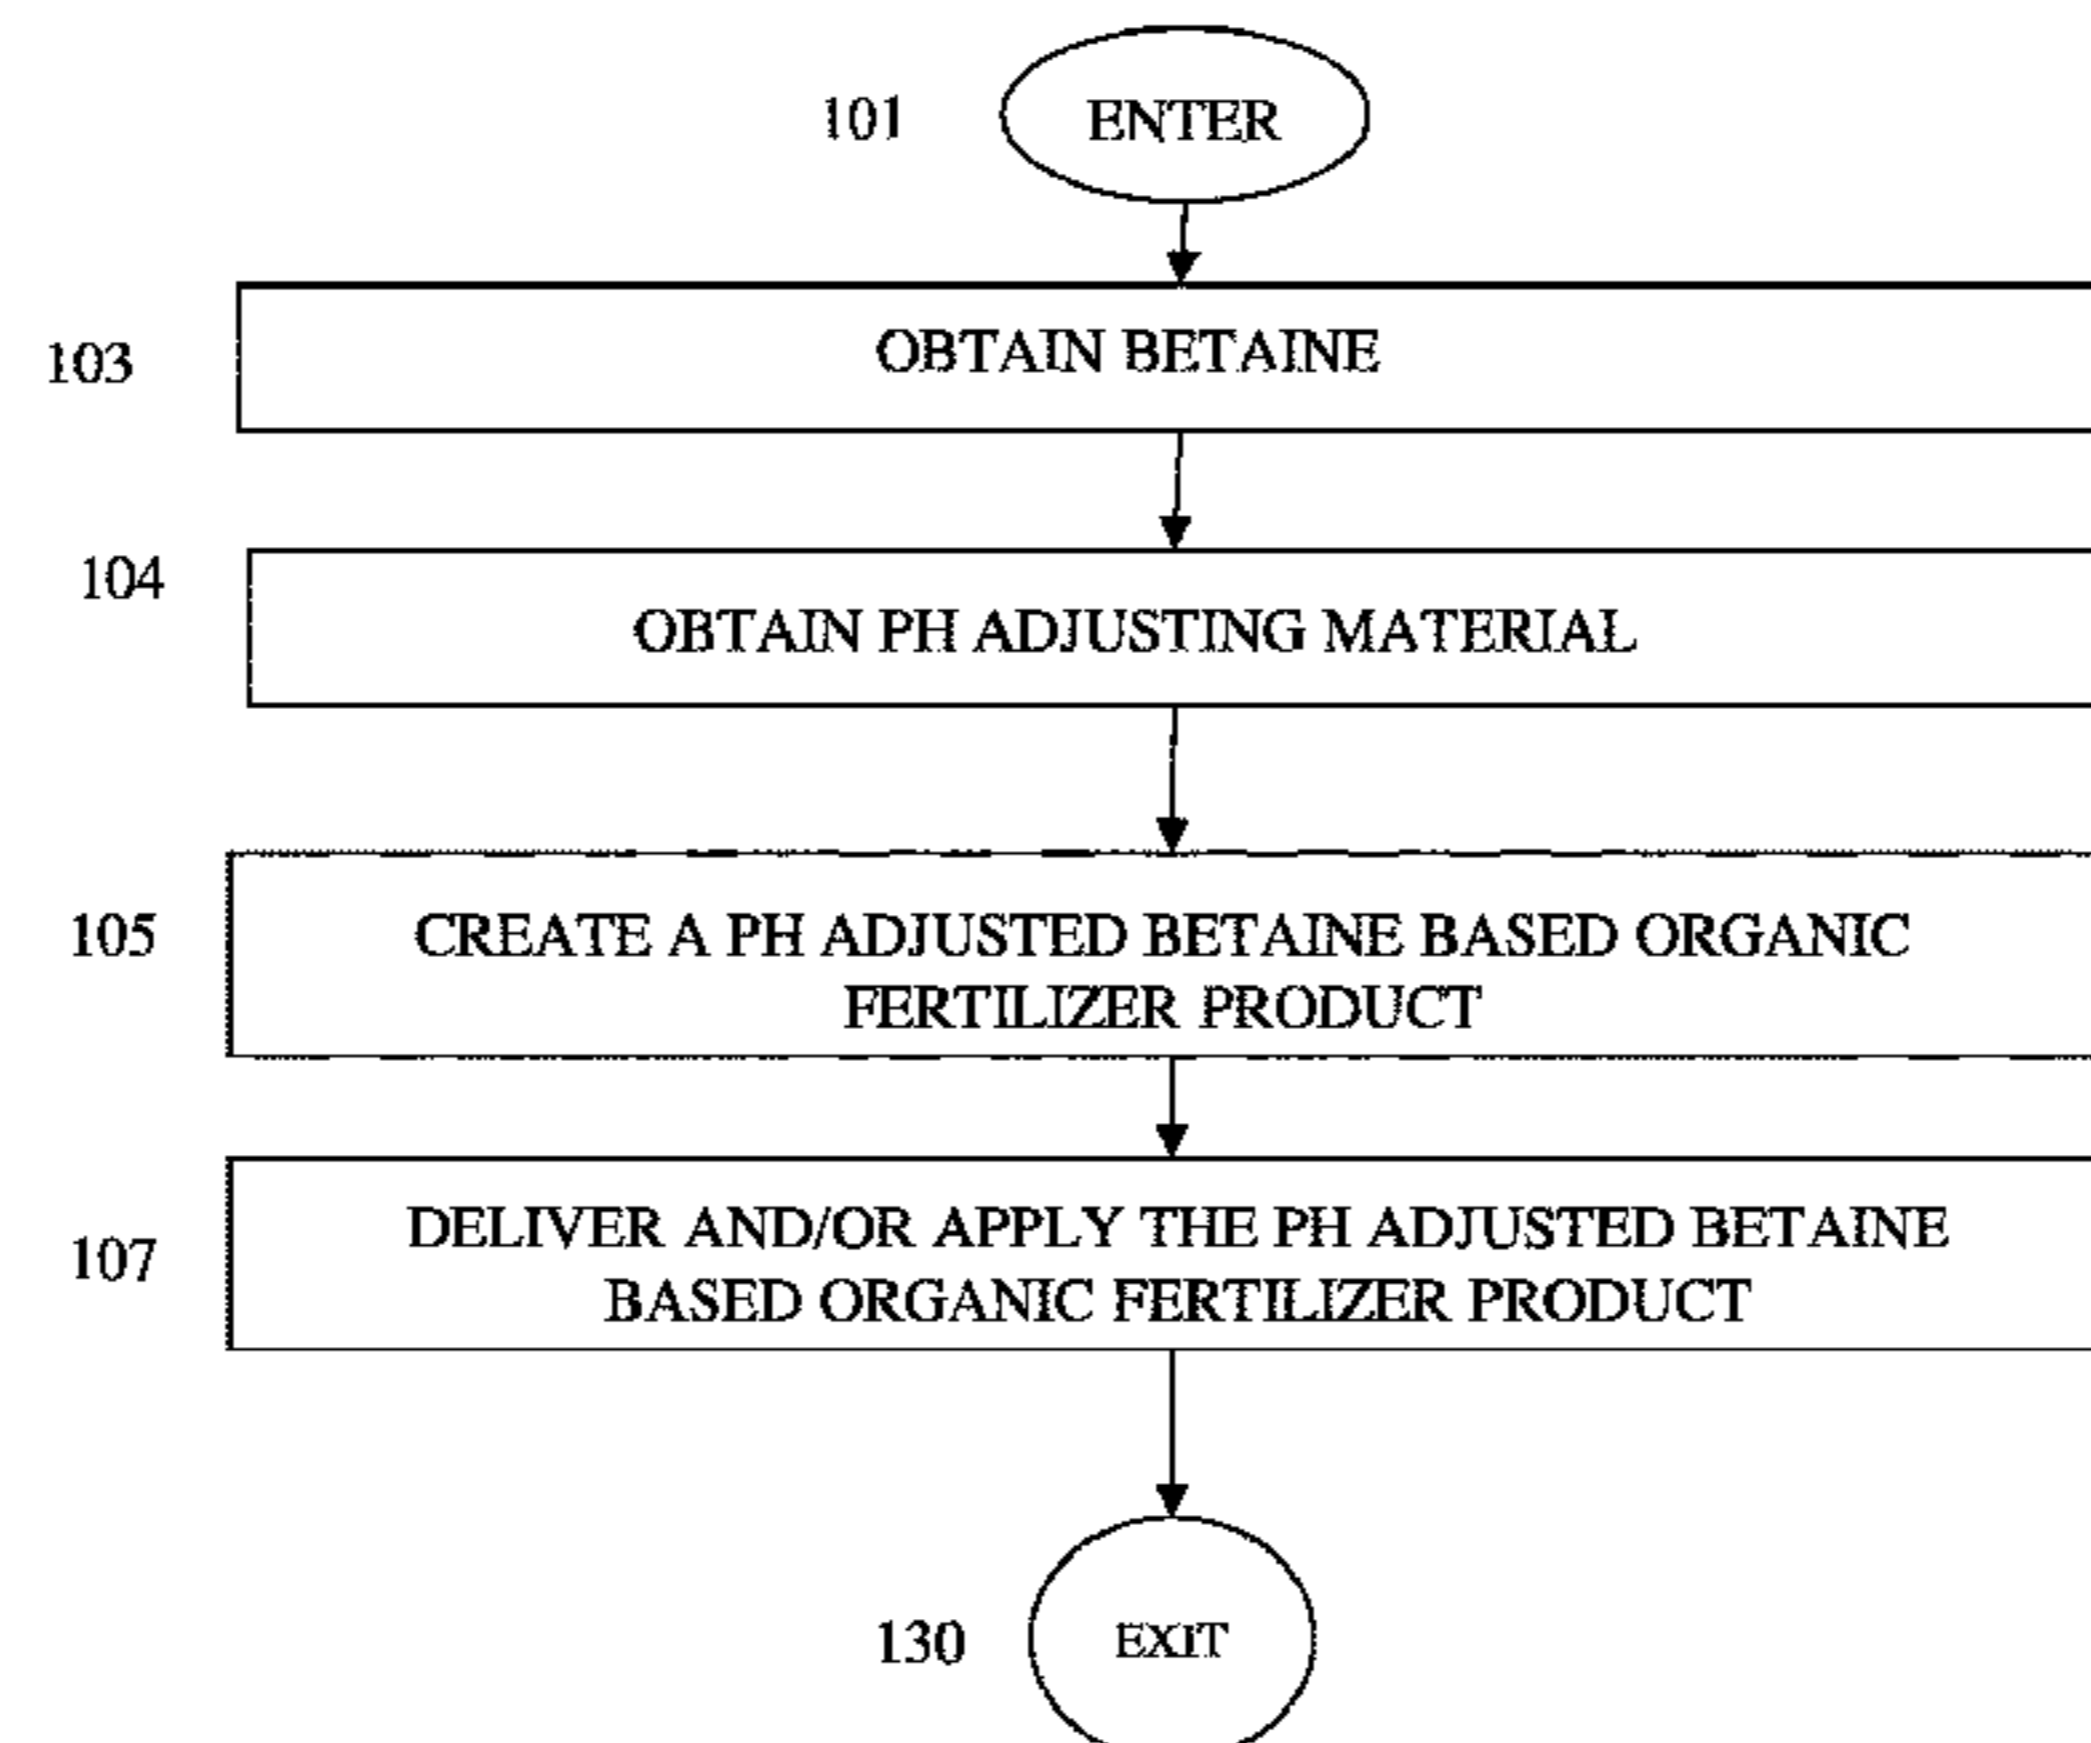 101 ENTER
103 OBTAIN BETAINE
104 OBTAIN PH ADJUSTING MATERIAL
105 CREATE A PH ADJUSTED BETAINE BASED ORGANIC
FERTILIZER PRODUCT
107 DELIVER AND/OR APPLY THE PH ADJUSTED BETAINE
BASED ORGANIC FERTILIZER PRODUCT
130 EXIT